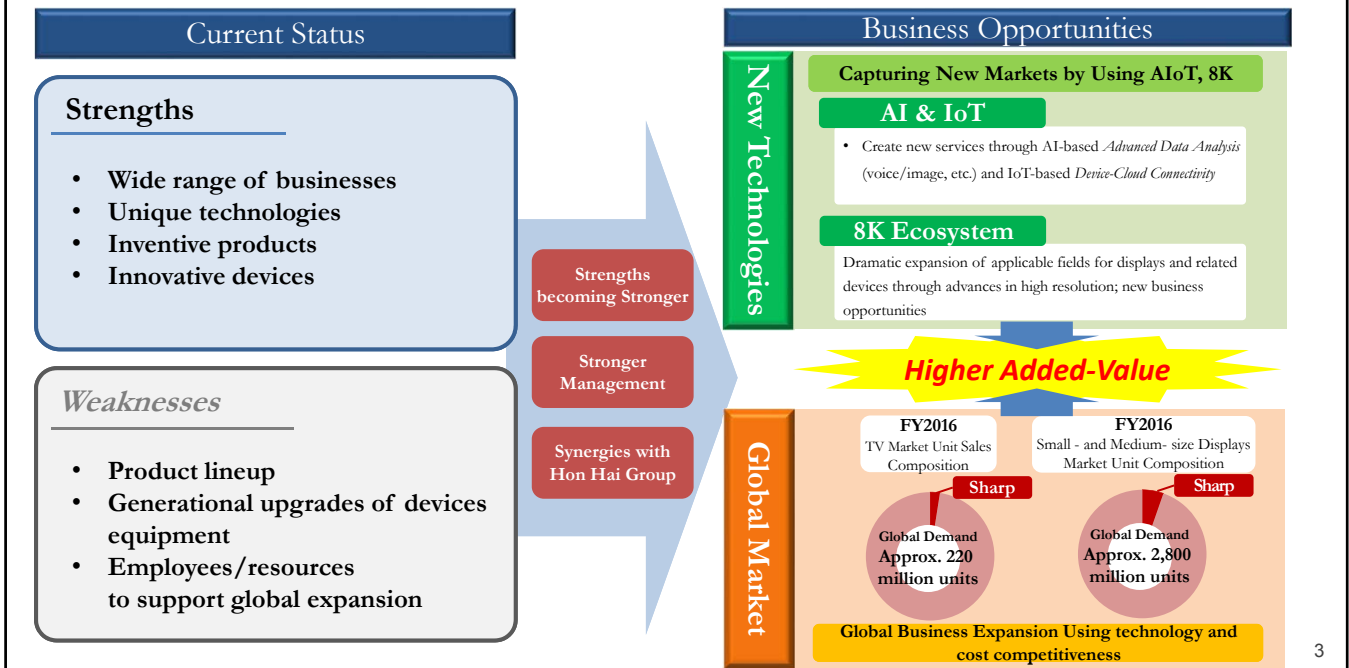 Current Status
Strengths
• Wide range of businesses
• Unique technologies
• Inventive products
• Innovative devices
Weaknesses
• Product lineup
• Generational upgrades of devices
equipment
• Employees/resources
to support global expansion
Strengths
becoming Stronger
Stronger
Management
Synergies with
Hon Hai Group
Business Opportunities
New Technologies
Capturing New Markets by Using AIoT, 8K
AI & IoT
• Create new services through AI-based Advanced Data Analysis
(voice/image, etc.) and IoT-based Device-Cloud Connectivity
8K Ecosystem
Dramatic expansion of applicable fields for displays and related
devices through advances in high resolution; new business
opportunities
Higher Added-Value
Global Market
FY2016
TV Market Unit Sales
Composition
Sharp
Global Demand
Approx. 220
million units
FY2016
Small - and Medium- size Displays
Market Unit Composition
Sharp
Global Demand
Approx. 2,800
million units
Global Business Expansion Using technology and
cost competitiveness
3